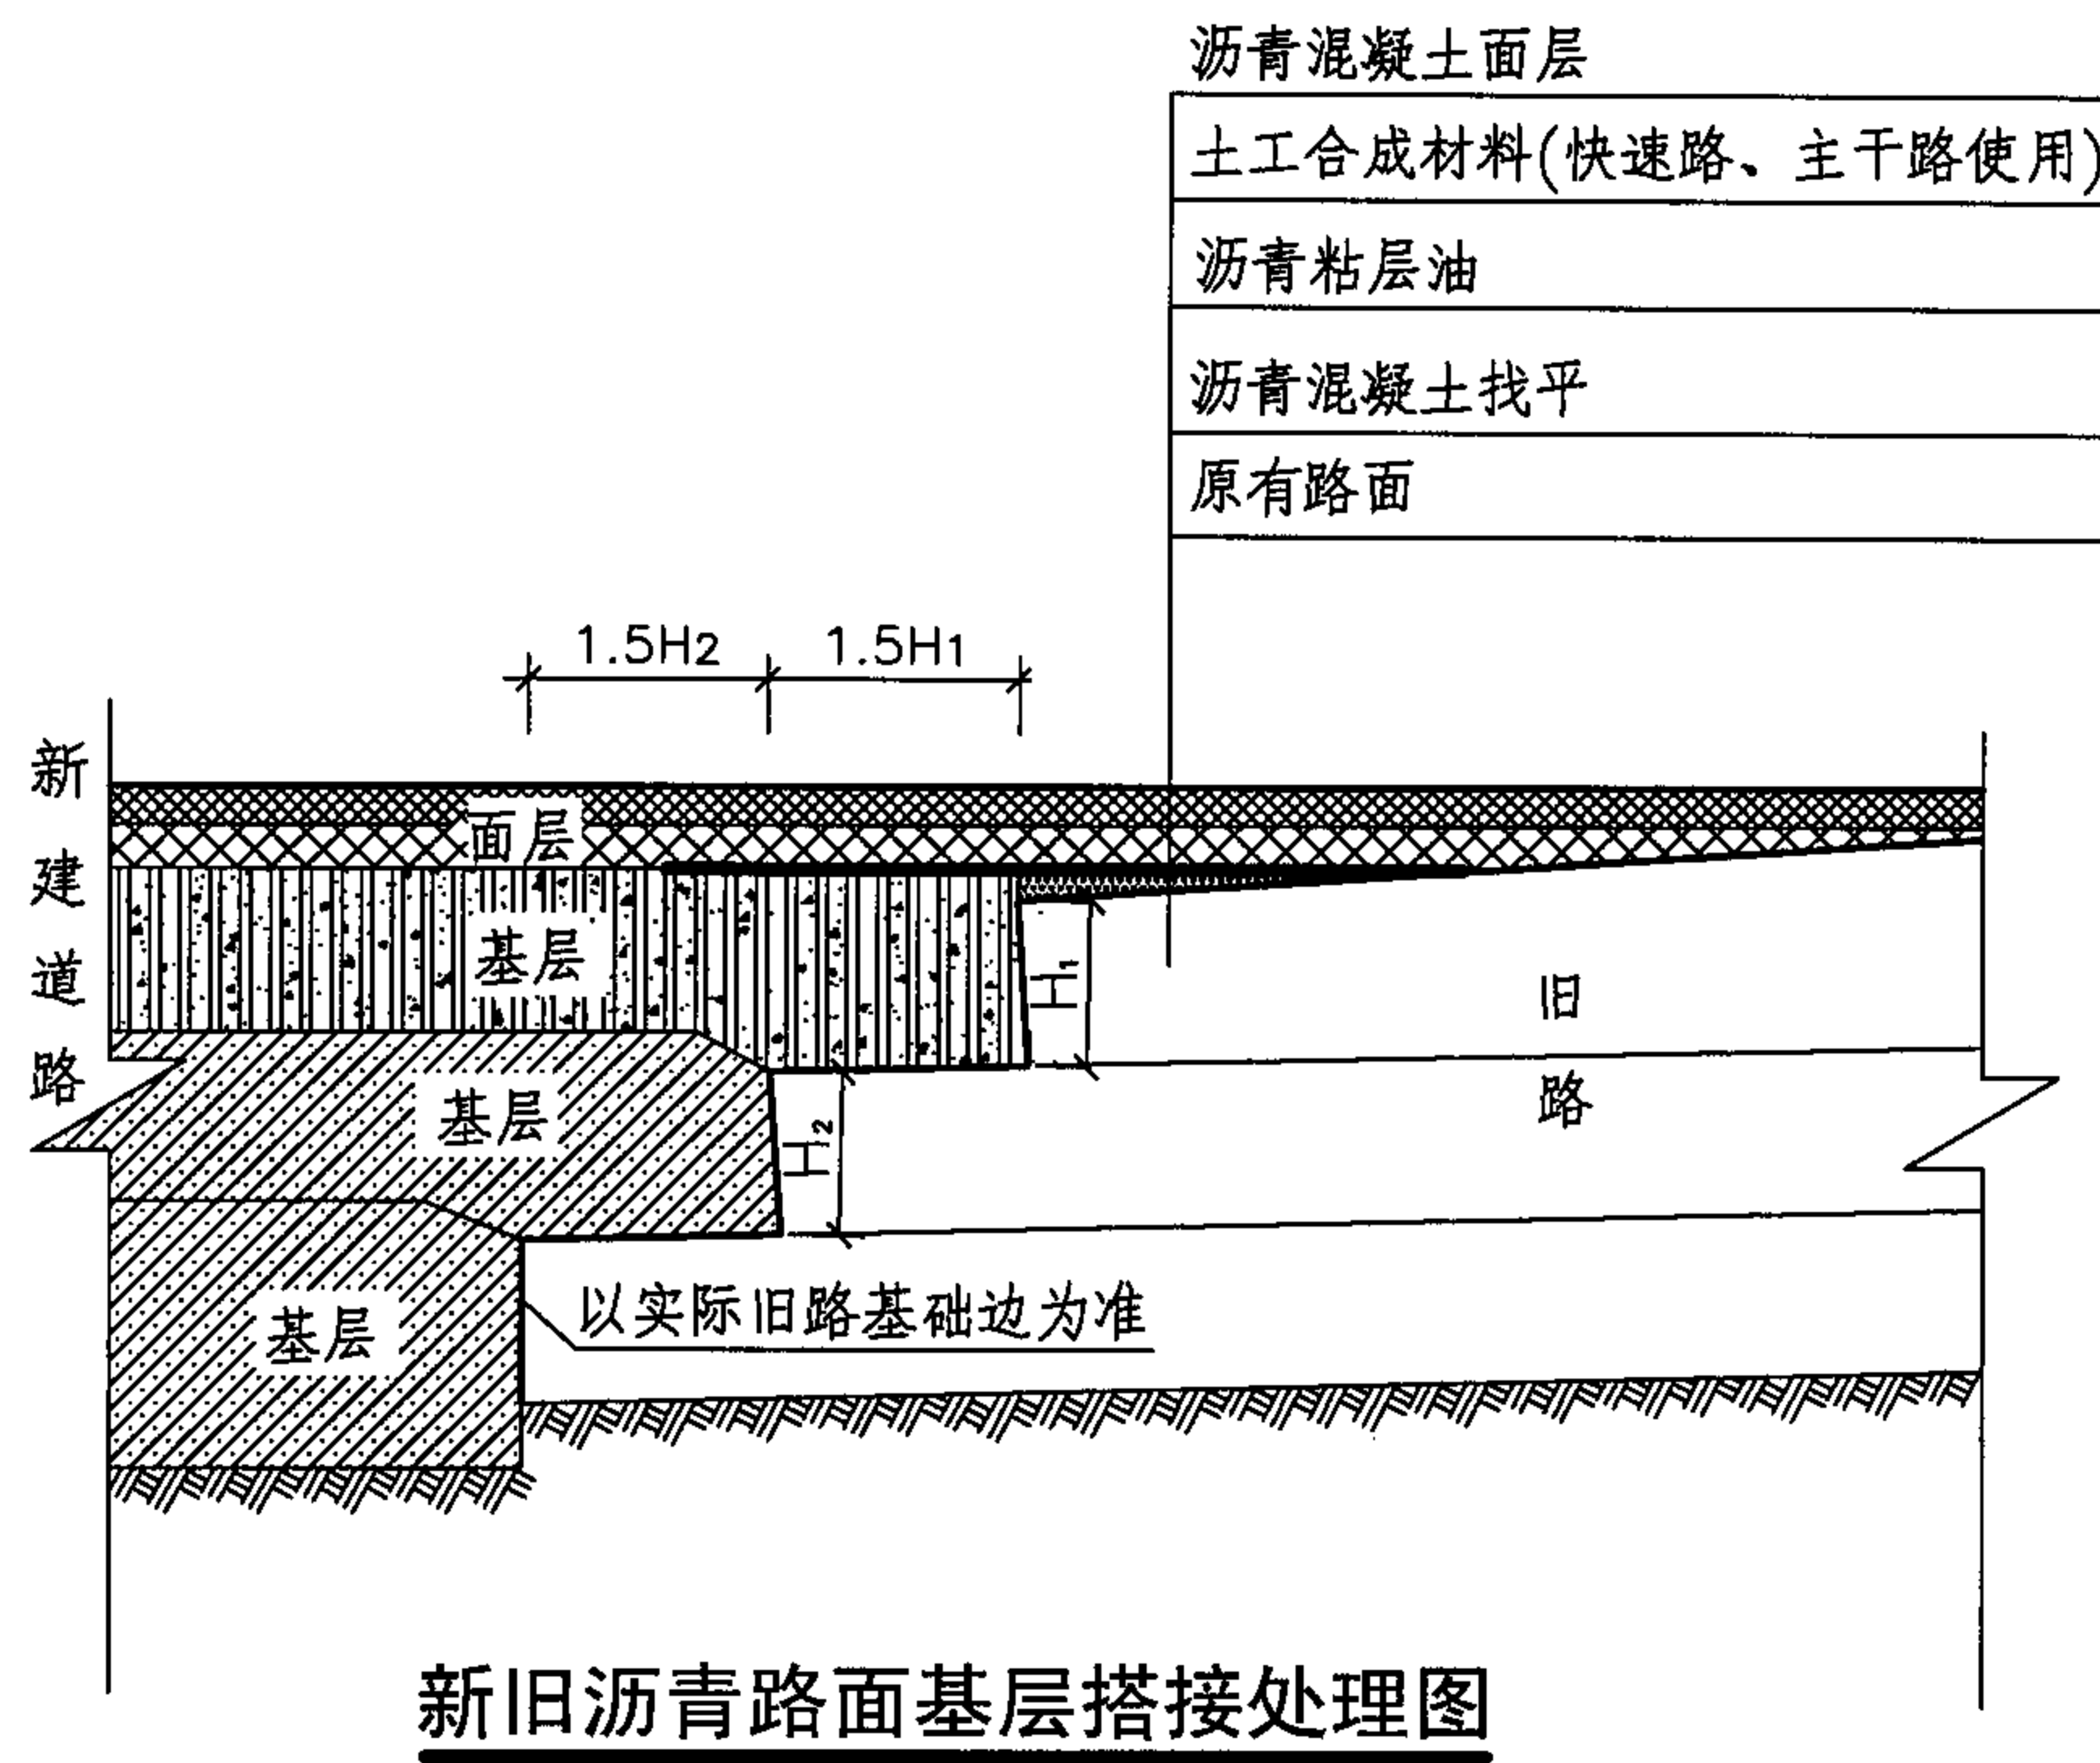 沥青混凝土面层
土工合成材料(快速路、主干路使用)
沥青粘层油
沥青混凝土找平
原有路面
1.5H2
1.5H1
新建道路
面层
基层
H1
旧路
基层
H2
以实际旧路基础边为准
基层
新旧沥青路面基层搭接处理图